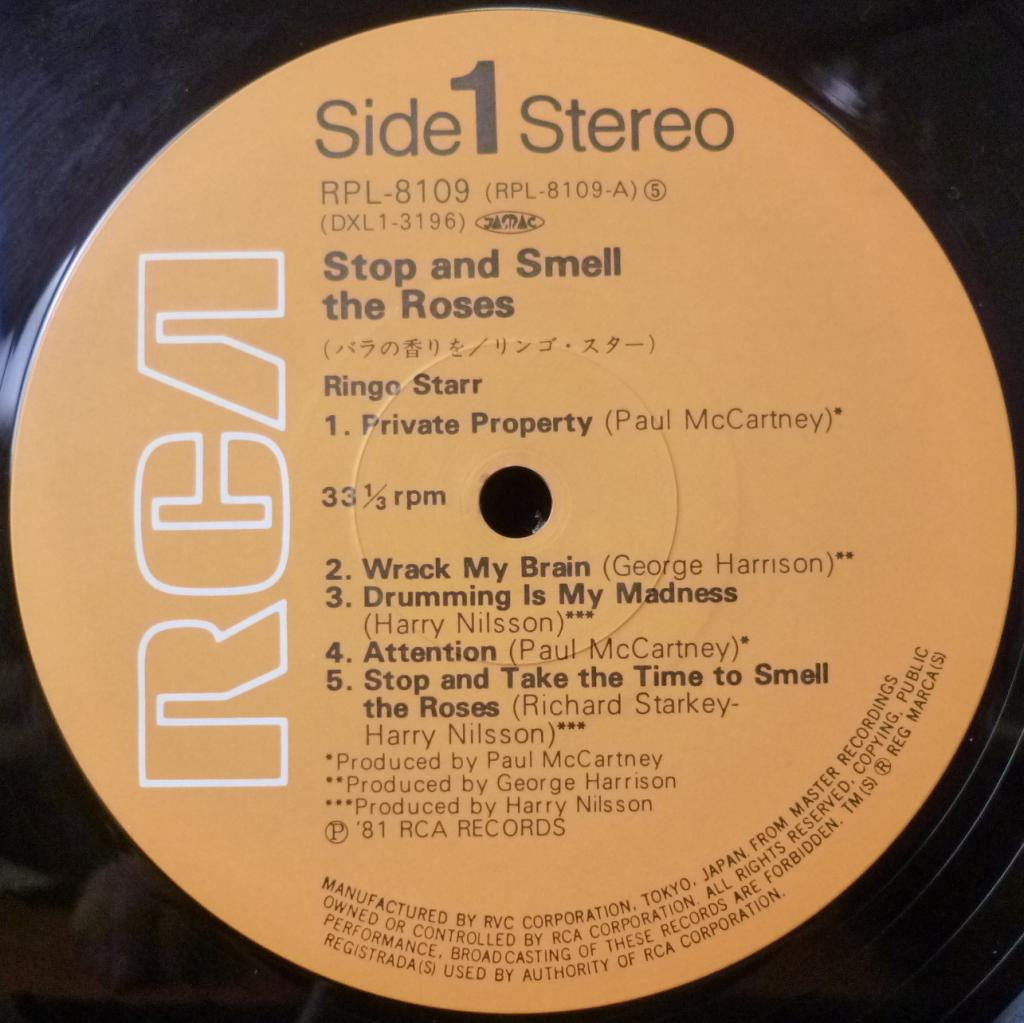 Side 1 Stereo
RPL-8109 (RPL-8109-A) ⑤
(DXL1-3196) JASRAC
Stop and Smell
the Roses
(バラの香りを/リンゴ・スター)
Ringo Starr
1. Private Property (Paul McCartney)*
33 1/3 rpm
2. Wrack My Brain (George Harrison)**
3. Drumming Is My Madness
(Harry Nilsson)***
4. Attention (Paul McCartney)*
5. Stop and Take the Time to Smell
the Roses (Richard Starkey-
Harry Nilsson)***
*Produced by Paul McCartney
**Produced by George Harrison
***Produced by Harry Nilsson
Ⓟ '81 RCA RECORDS
RCA
MANUFACTURED BY RVC CORPORATION, TOKYO, JAPAN FROM MASTER RECORDINGS
OWNED OR CONTROLLED BY RCA CORPORATION. ALL RIGHTS RESERVED, COPYING, PUBLIC
PERFORMANCE, BROADCASTING OF THESE RECORDS ARE FORBIDDEN. TM(S) ® REG MARCA(S)
REGISTRADA(S) USED BY AUTHORITY OF RCA CORPORATION.